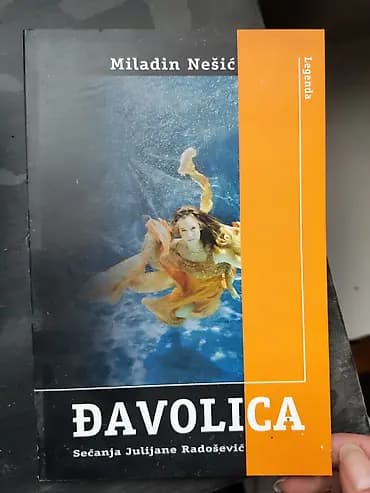 Miladin Nešić
Legenda
ĐAVOLICA
Sećanja Julijane Radošević